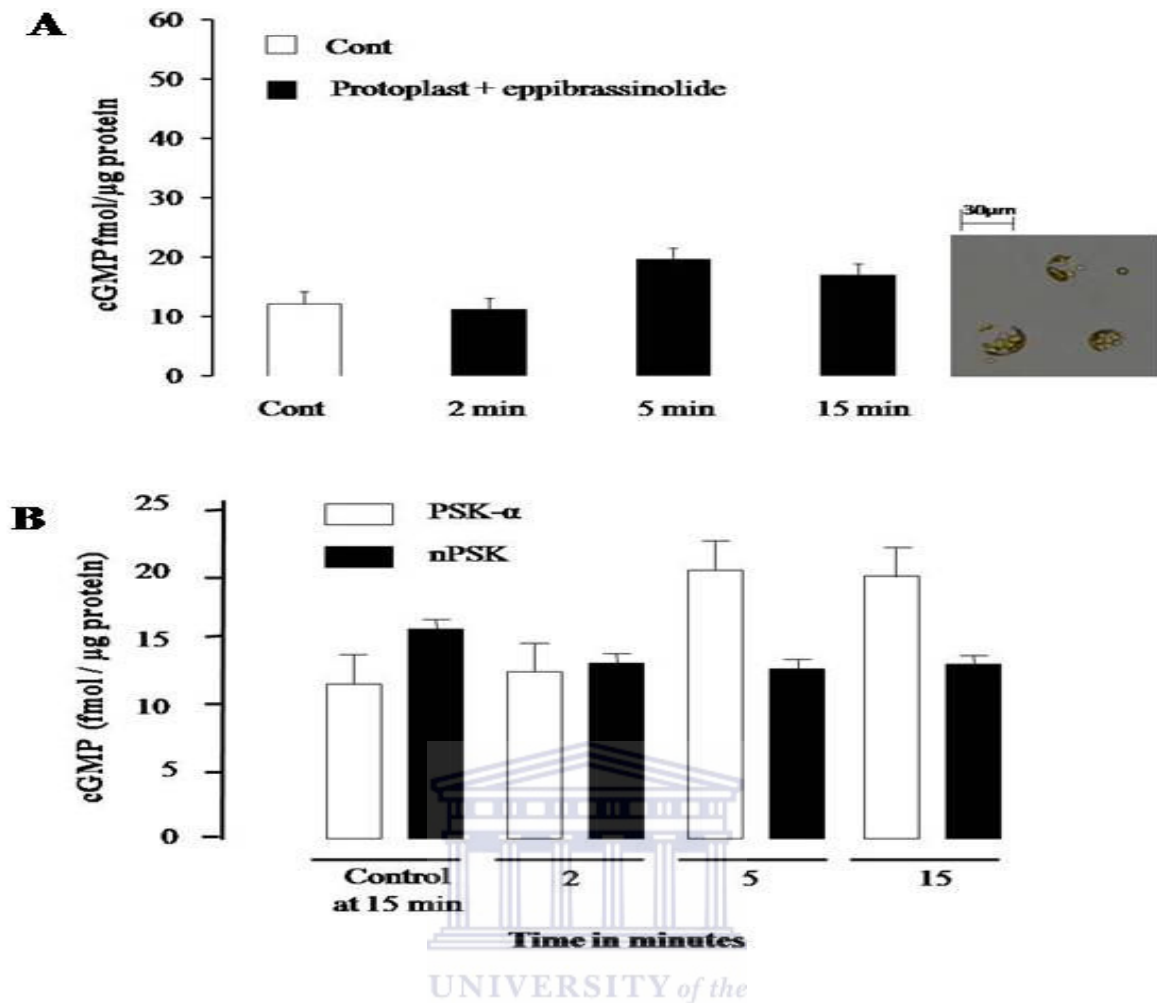 A
60
50
40
30
20
10
0
cGMP fmol/µg protein
Cont
Protoplast + eppibrassinolide
30µm
Cont 2 min 5 min 15 min
B
25
20
15
10
5
0
cGMP (fmol / µg protein)
PSK-α
nPSK
Control 2 5 15
at 15 min
Time in minutes
UNIVERSITY of the